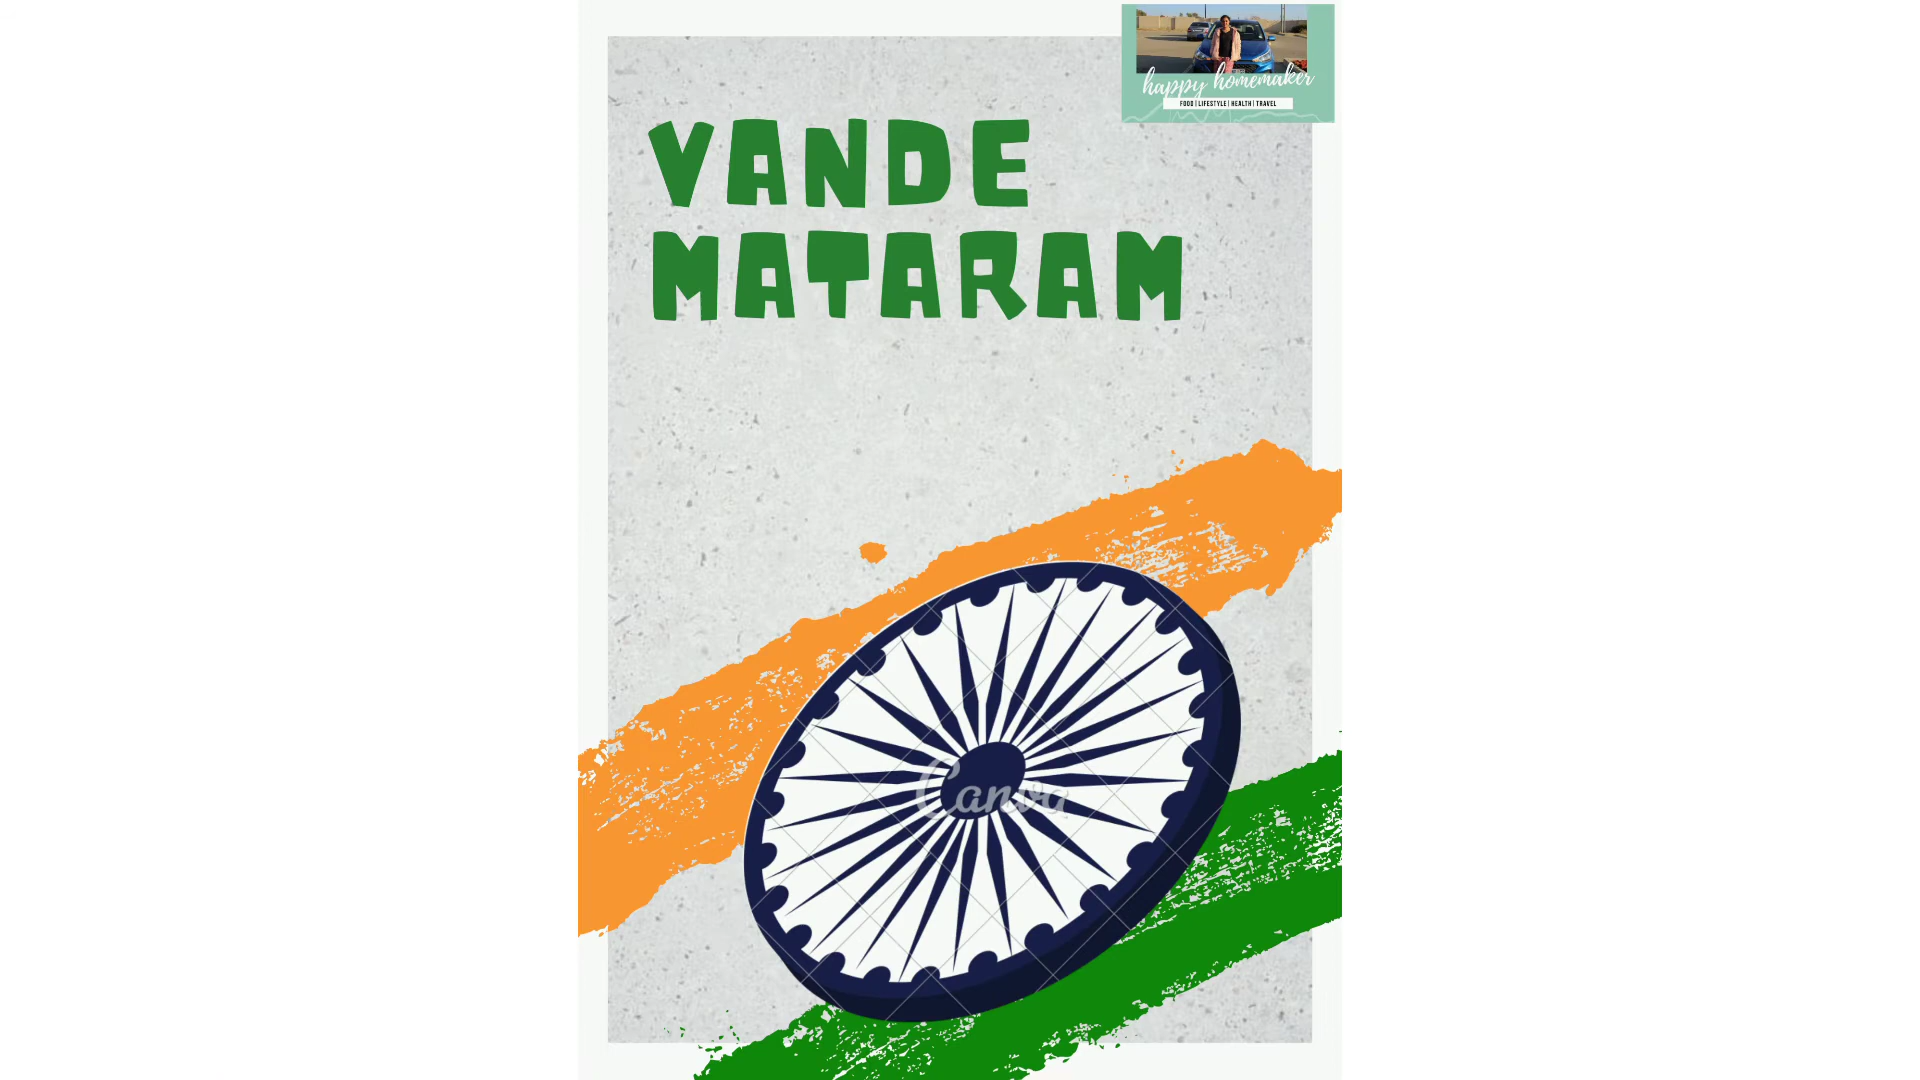 happy homemaker
FOOD | LIFESTYLE | HEALTH | TRAVEL
VANDE
MATARAM
Canva